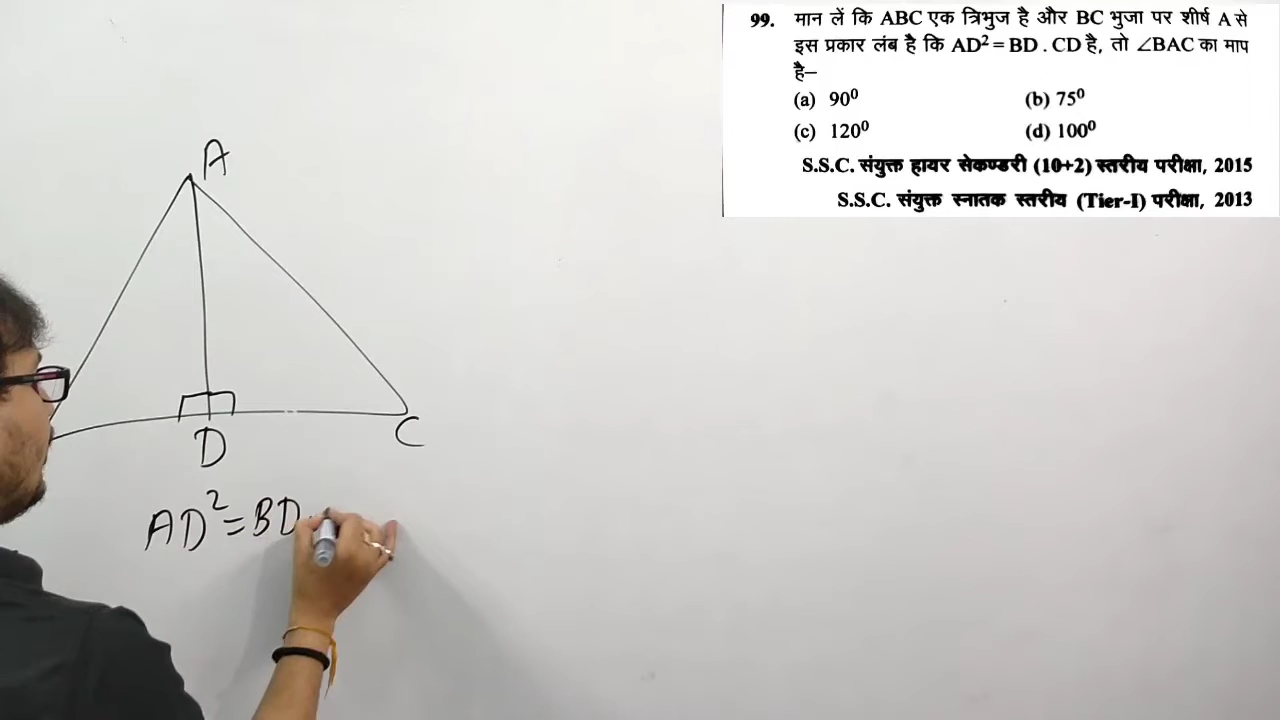 99. मान लें कि ABC एक त्रिभुज है और BC भुजा पर शीर्ष A से
इस प्रकार लंब है कि AD² = BD . CD है, तो ∠BAC का माप
है–
(a) 90⁰ (b) 75⁰
(c) 120⁰ (d) 100⁰
S.S.C. संयुक्त हायर सेकण्डरी (10+2) स्तरीय परीक्षा, 2015
S.S.C. संयुक्त स्नातक स्तरीय (Tier-I) परीक्षा, 2013
A
D
C
AD² = BD